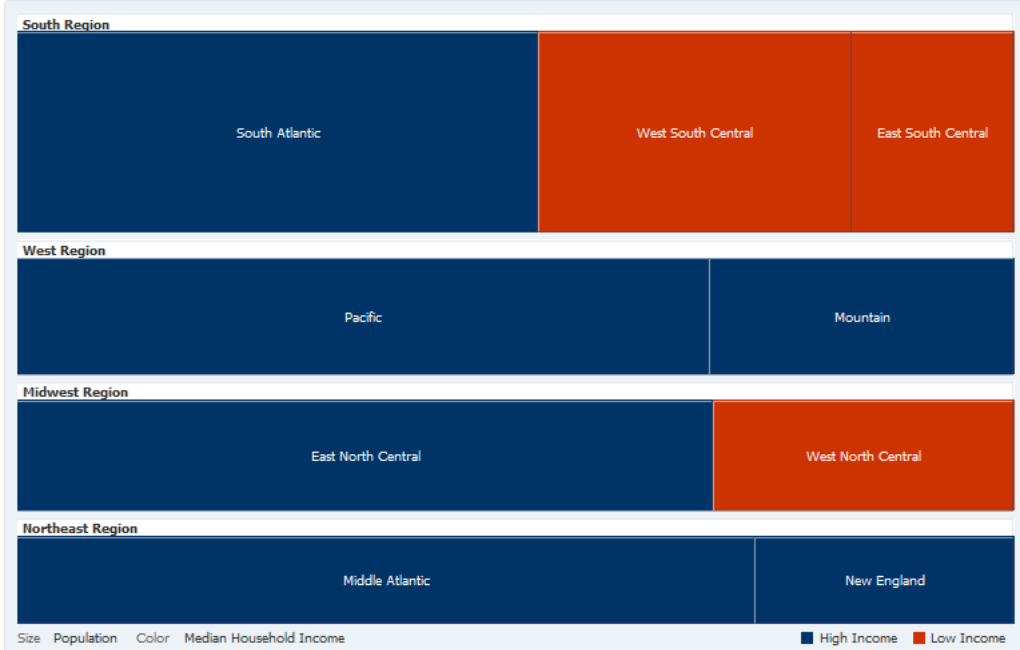 South Region
South Atlantic
West South Central
East South Central
West Region
Pacific
Mountain
Midwest Region
East North Central
West North Central
Northeast Region
Middle Atlantic
New England
Size Population Color Median Household Income
High Income Low Income